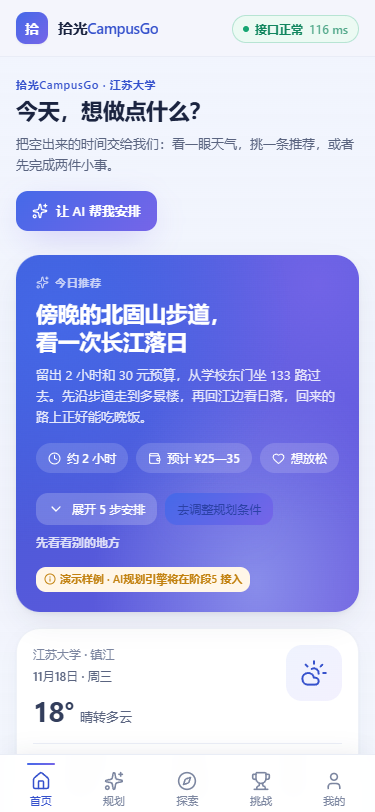 拾 拾光CampusGo 接口正常 116 ms
拾光CampusGo · 江苏大学
今天，想做点什么？
把空出来的时间交给我们：看一眼天气，挑一条推荐，或者
先完成两件小事。
让 AI 帮我安排
今日推荐
傍晚的北固山步道，
看一次长江落日
留出 2 小时和 30 元预算，从学校东门坐 133 路过
去。先沿步道走到多景楼，再回江边看日落，回来的
路上正好能吃晚饭。
约 2 小时 预计 ¥25—35 想放松
展开 5 步安排 去调整规划条件
先看看别的地方
演示样例 · AI规划引擎将在阶段5 接入
江苏大学 · 镇江
11月18日 · 周三
18° 晴转多云
首页 规划 探索 挑战 我的